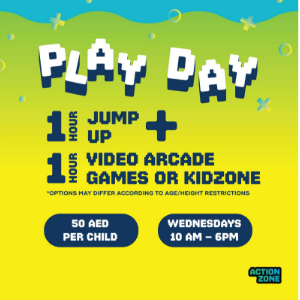 PLAY DAY
1 HOUR JUMP UP +
1 HOUR VIDEO ARCADE GAMES OR KIDZONE
*OPTIONS MAY DIFFER ACCORDING TO AGE/HEIGHT RESTRICTIONS
50 AED
PER CHILD
WEDNESDAYS
10 AM – 6PM
ACTION
ZONE